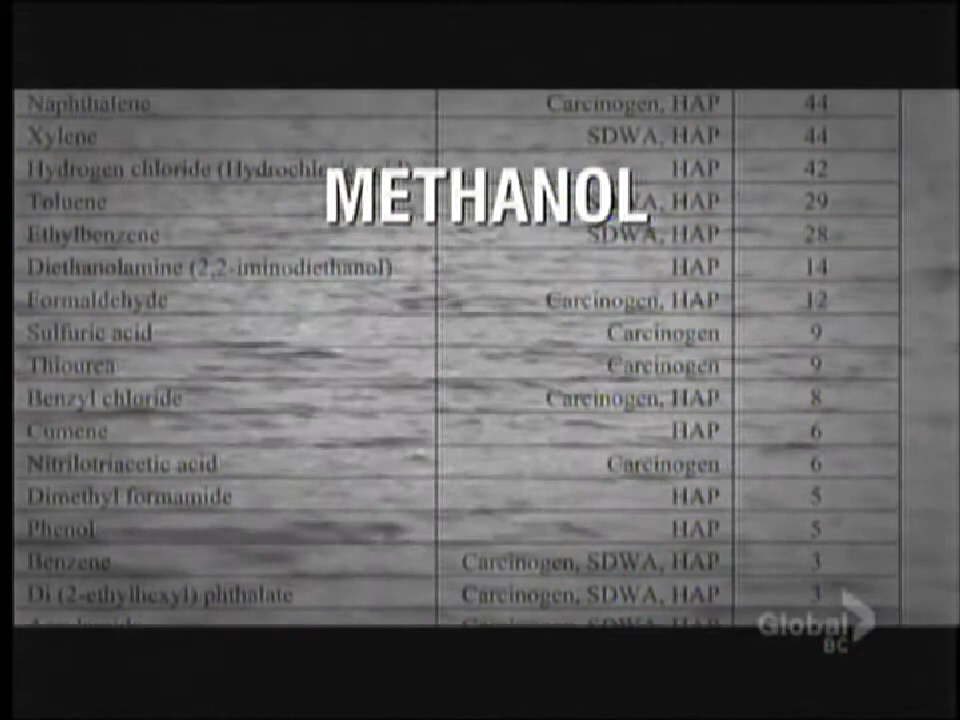 Naphthalene Carcinogen, HAP 44
Xylene SDWA, HAP 44
Hydrogen chloride HAP 42
METHANOL
Toluene HAP 29
Ethylbenzene SDWA, HAP 28
Diethanolamine (2,2-iminodiethanol) HAP 14
Formaldehyde Carcinogen, HAP 12
Sulfuric acid Carcinogen 9
Thiourea Carcinogen 9
Benzyl chloride Carcinogen, HAP 8
Cumene HAP 6
Nitrilotriacetic acid Carcinogen 6
Dimethyl formamide HAP 5
Phenol HAP 5
Benzene Carcinogen, SDWA, HAP 3
Di (2-ethylhexyl) phthalate Carcinogen, SDWA, HAP 3
Global
BC